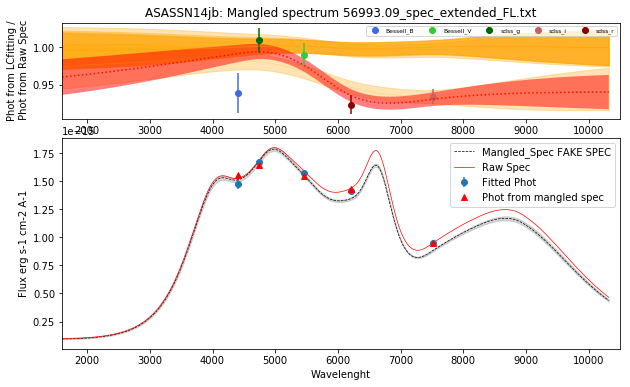 ASASSN14jb: Mangled spectrum 56993.09_spec_extended_FL.txt
Phot from LCfitting /
Phot from Raw Spec
1.00
0.95
Bessell_B
Bessell_V
sdss_g
sdss_i
sdss_r
2000 3000 4000 5000 6000 7000 8000 9000 10000
1e−15
Flux erg s-1 cm-2 A-1
1.75
1.50
1.25
1.00
0.75
0.50
0.25
Mangled_Spec FAKE SPEC
Raw Spec
Fitted Phot
Phot from mangled spec
2000 3000 4000 5000 6000 7000 8000 9000 10000
Wavelenght